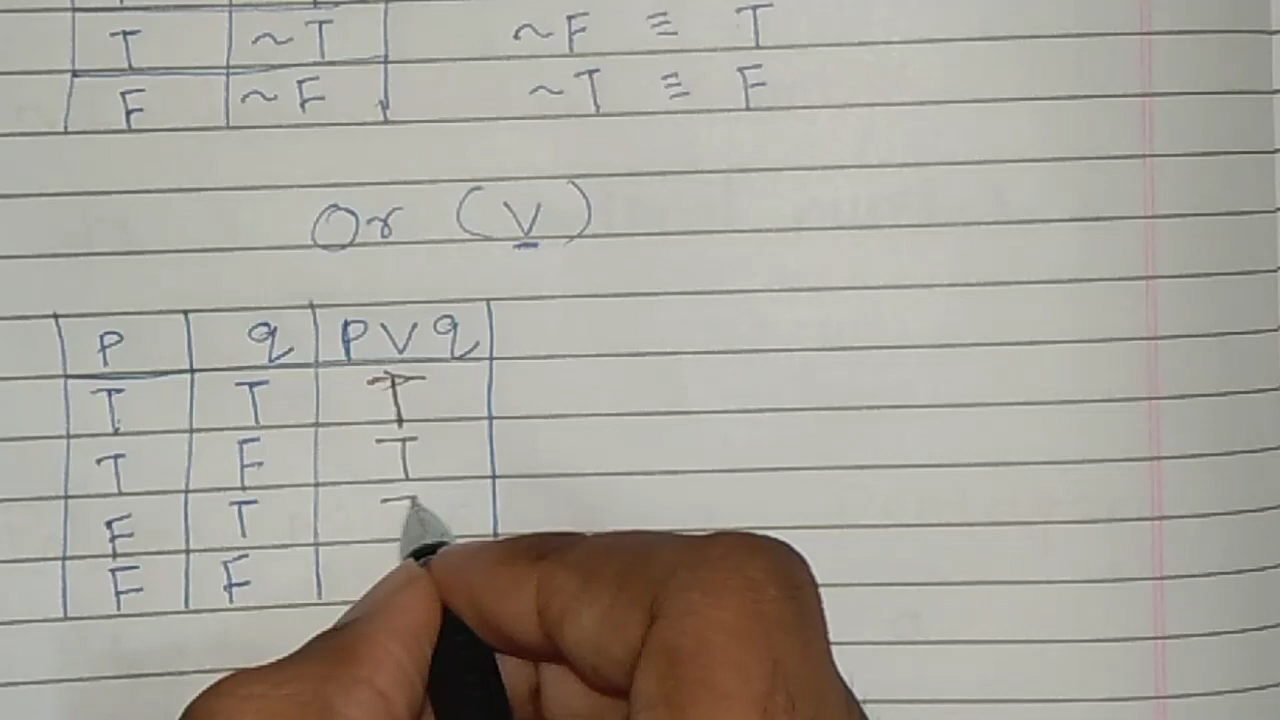 T ~T ~F ≡ T
F ~F ~T ≡ F
Or (v)
P q P V q
T T T
T F T
F T
F F